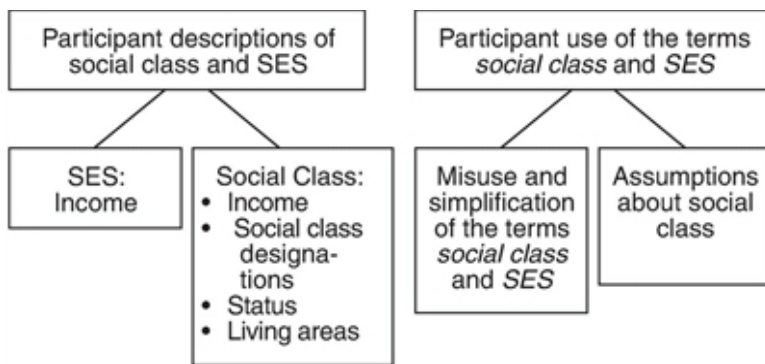 Participant descriptions of
social class and SES
Participant use of the terms
social class and SES
SES:
Income
Social Class:
• Income
• Social class
designa-
tions
• Status
• Living areas
Misuse and
simplification
of the terms
social class
and SES
Assumptions
about social
class